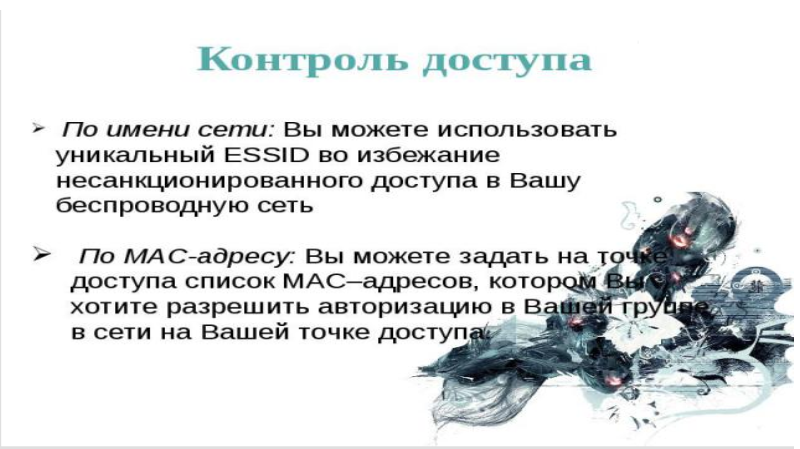 Контроль доступа
➢ По имени сети: Вы можете использовать
уникальный ESSID во избежание
несанкционированного доступа в Вашу
беспроводную сеть
➢ По MAC-адресу: Вы можете задать на точке
доступа список MAC–адресов, котором Вы
хотите разрешить авторизацию в Вашей группе
в сети на Вашей точке доступа.